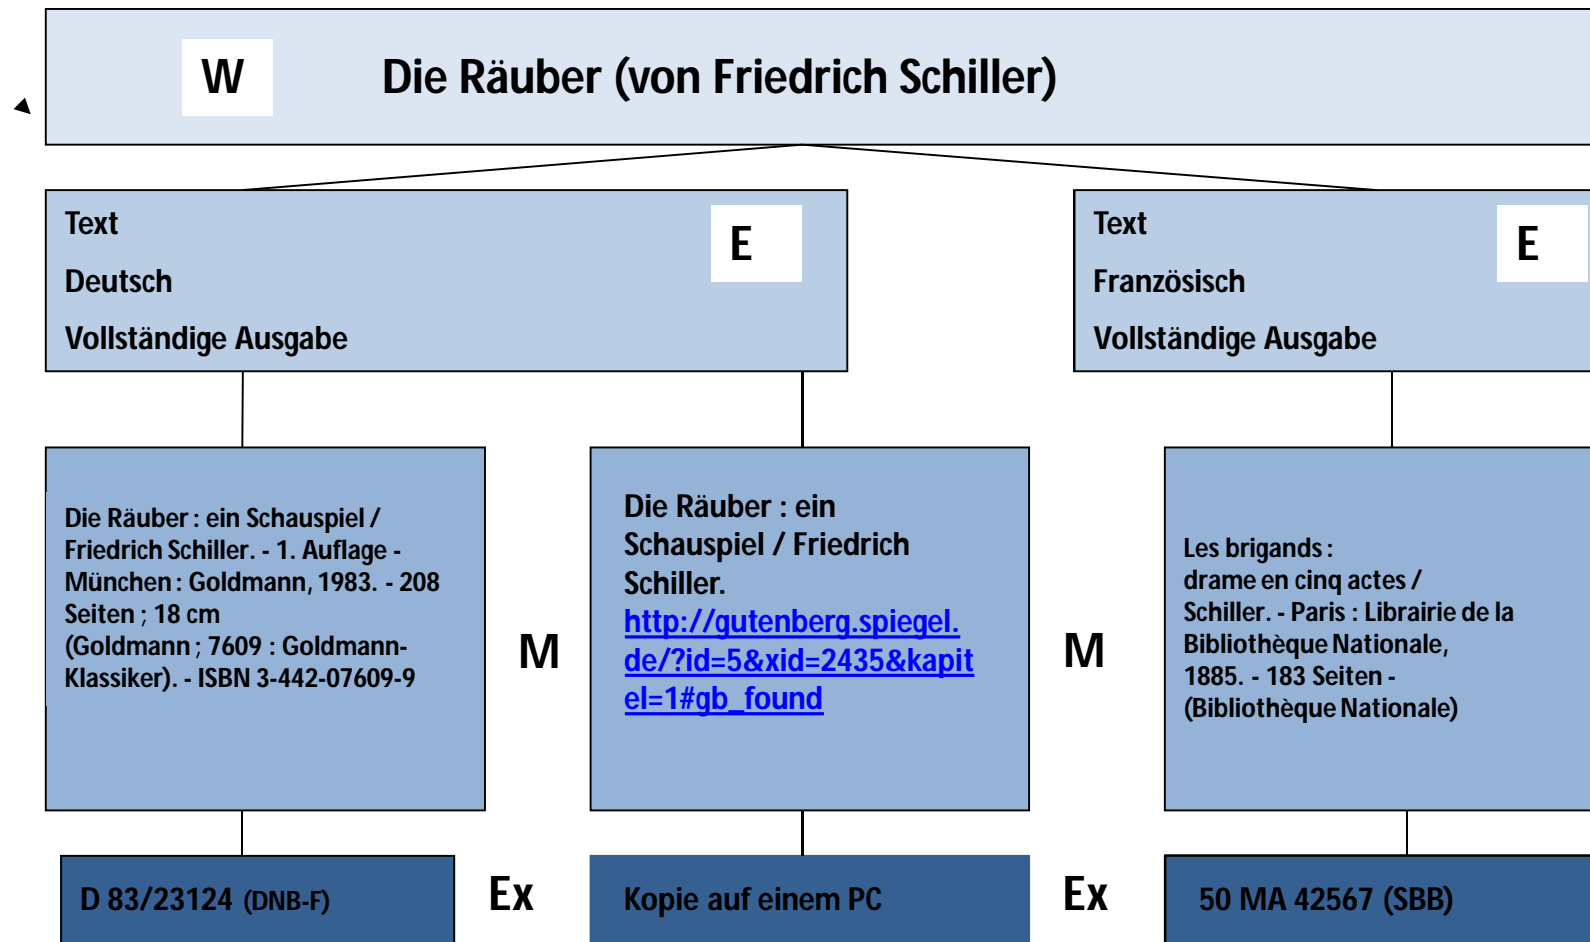 W Die Räuber (von Friedrich Schiller)
Text
Deutsch
Vollständige Ausgabe
E
Text
Französisch
Vollständige Ausgabe
E
Die Räuber : ein Schauspiel /
Friedrich Schiller. - 1. Auflage -
München : Goldmann, 1983. - 208
Seiten ; 18 cm
(Goldmann ; 7609 : Goldmann-
Klassiker). - ISBN 3-442-07609-9
M
Die Räuber : ein
Schauspiel / Friedrich
Schiller.
http://gutenberg.spiegel.
de/?id=5&xid=2435&kapit
el=1#gb_found
M
Les brigands :
drame en cinq actes /
Schiller. - Paris : Librairie de la
Bibliothèque Nationale,
1885. - 183 Seiten -
(Bibliothèque Nationale)
D 83/23124 (DNB-F)
Ex
Kopie auf einem PC
Ex
50 MA 42567 (SBB)